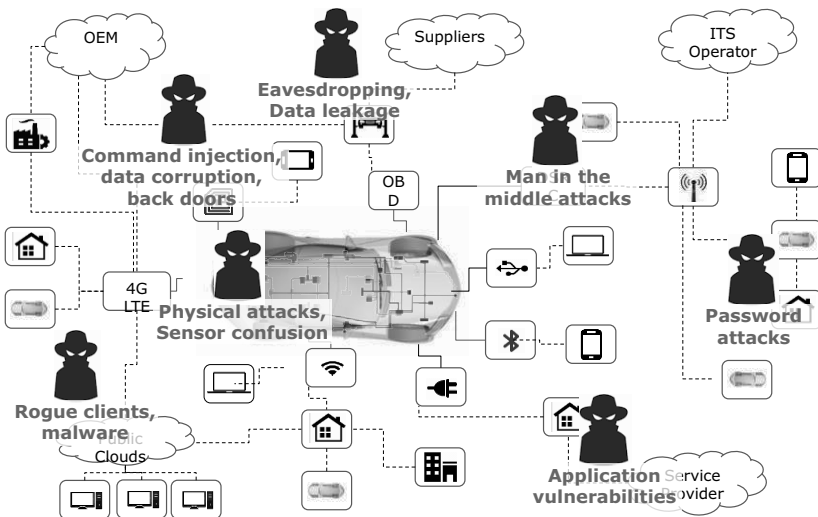 OEM
Suppliers
ITS
Operator
Eavesdropping,
Data leakage
Command injection,
data corruption,
back doors
OB
D
Man in the
middle attacks
4G
LTE
Physical attacks,
Sensor confusion
Password
attacks
Rogue clients,
malware
Public
Clouds
Application
vulnerabilities
Service
Provider